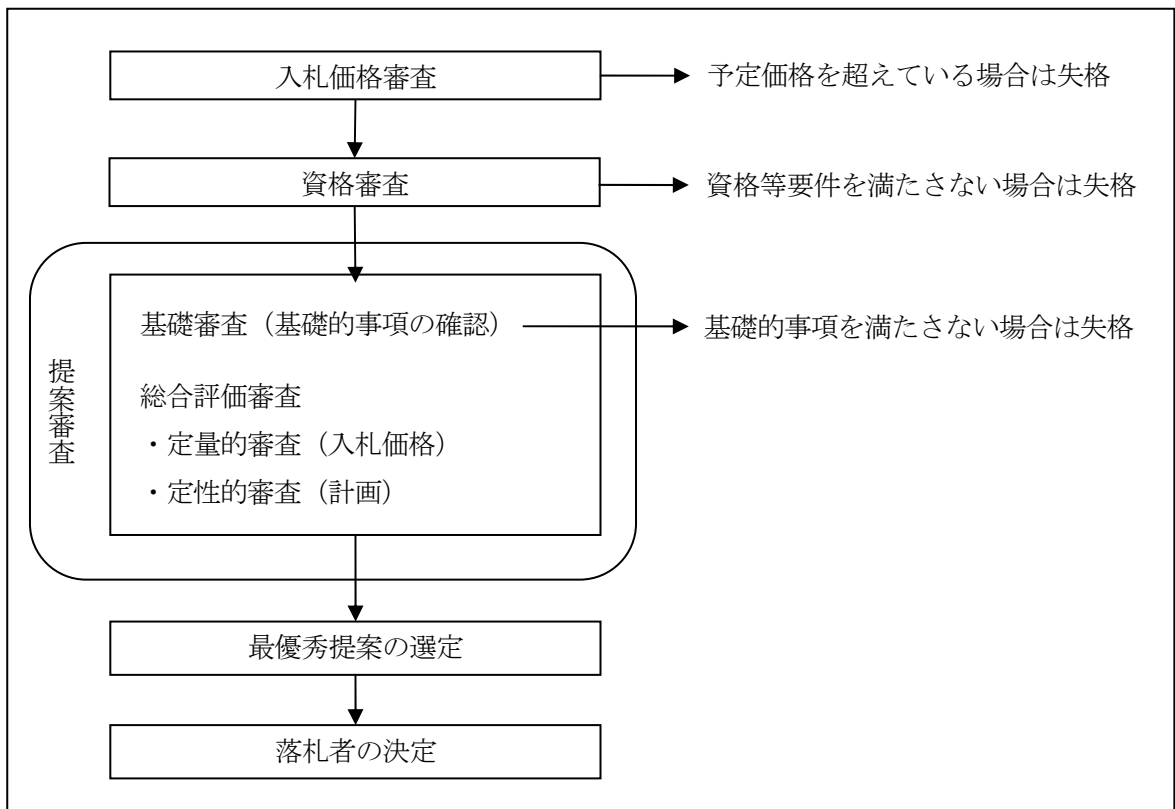 入札価格審査
予定価格を超えている場合は失格
資格審査
資格等要件を満たさない場合は失格
提案審査
基礎審査（基礎的事項の確認）
基礎的事項を満たさない場合は失格
総合評価審査
・定量的審査（入札価格）
・定性的審査（計画）
最優秀提案の選定
落札者の決定